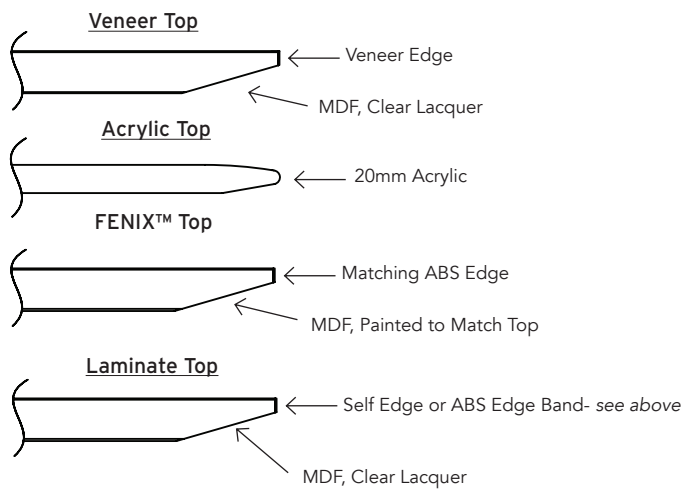 Veneer Top
Veneer Edge
MDF, Clear Lacquer
Acrylic Top
20mm Acrylic
FENIX™ Top
Matching ABS Edge
MDF, Painted to Match Top
Laminate Top
Self Edge or ABS Edge Band- see above
MDF, Clear Lacquer